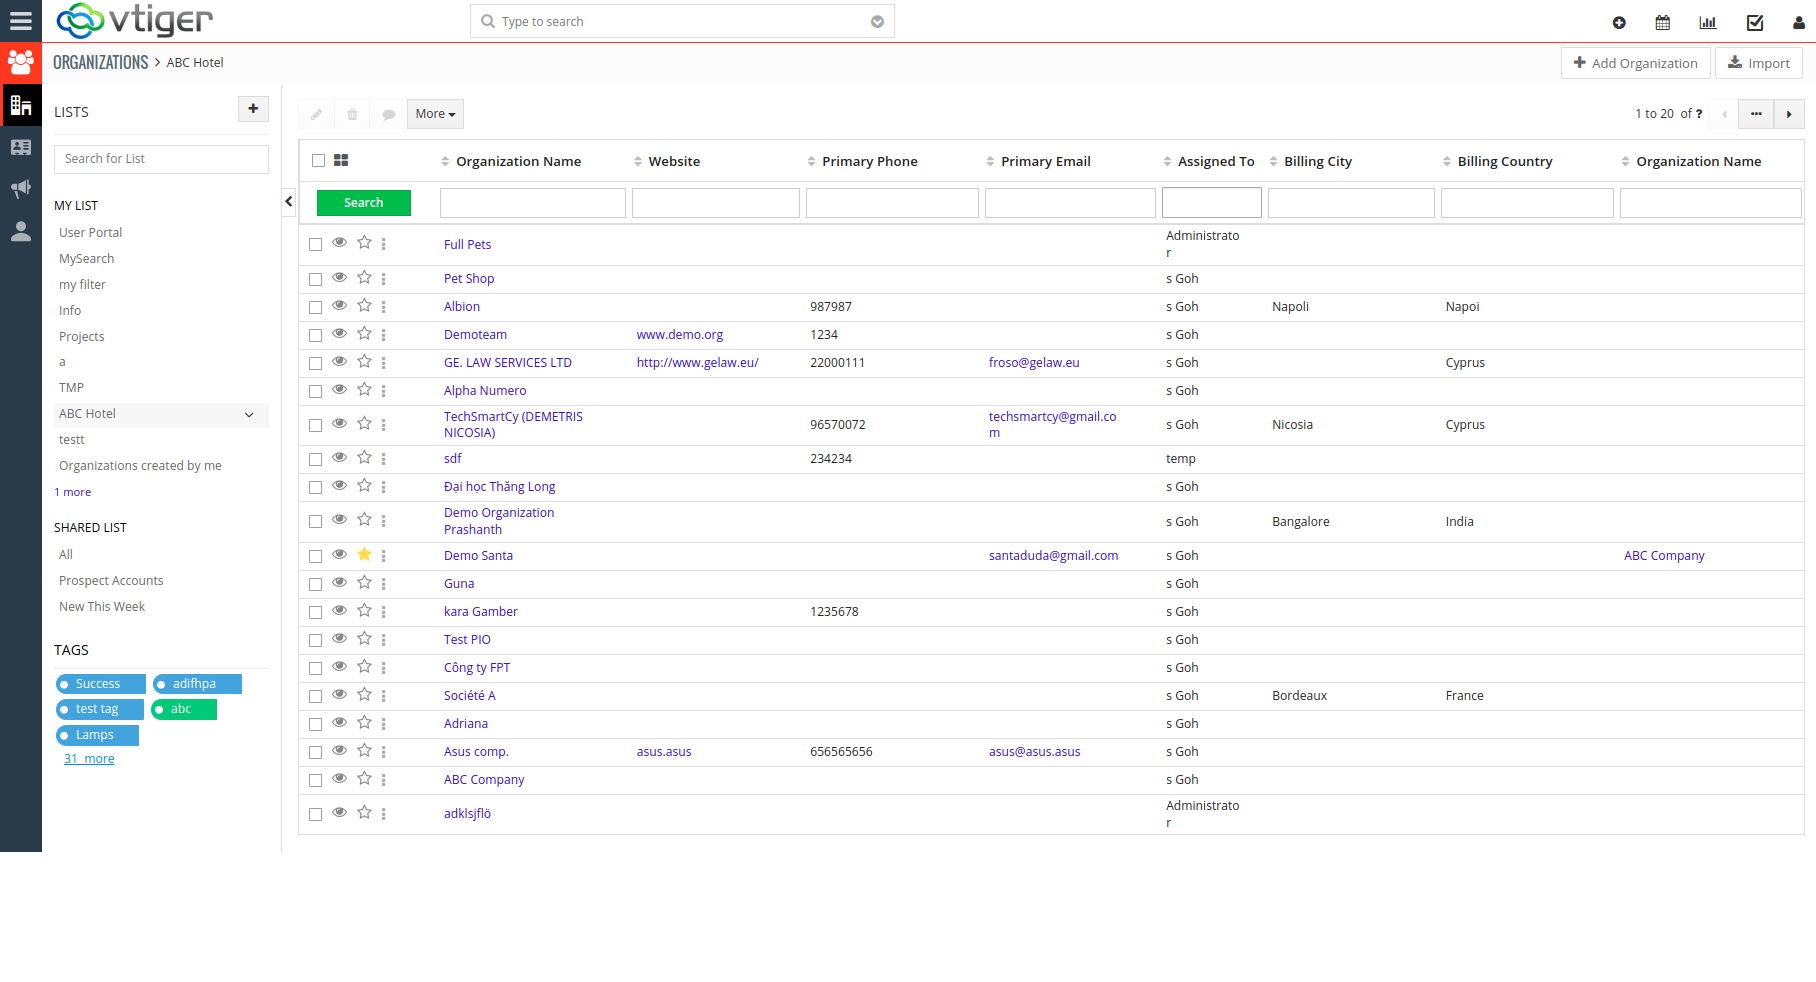 vtiger
Type to search
ORGANIZATIONS > ABC Hotel
Add Organization
Import
LISTS
Search for List
MY LIST
User Portal
MySearch
my filter
Info
Projects
a
TMP
ABC Hotel
testt
Organizations created by me
1 more
SHARED LIST
All
Prospect Accounts
New This Week
TAGS
Success
adifhpa
test tag
abc
Lamps
31 more
More
1 to 20 of ?
Organization Name Website Primary Phone Primary Email Assigned To Billing City Billing Country Organization Name
Search
Full Pets Administrato
r
Pet Shop s Goh
Albion 987987 s Goh Napoli Napoi
Demoteam www.demo.org 1234 s Goh
GE. LAW SERVICES LTD http://www.gelaw.eu/ 22000111 froso@gelaw.eu s Goh Cyprus
Alpha Numero s Goh
TechSmartCy (DEMETRIS
NICOSIA) 96570072 techsmartcy@gmail.co
m s Goh Nicosia Cyprus
sdf 234234 temp
Đại học Thăng Long s Goh
Demo Organization
Prashanth s Goh Bangalore India
Demo Santa santaduda@gmail.com s Goh ABC Company
Guna s Goh
kara Gamber 1235678 s Goh
Test PIO s Goh
Công ty FPT s Goh
Société A s Goh Bordeaux France
Adriana s Goh
Asus comp. asus.asus 656565656 asus@asus.asus s Goh
ABC Company s Goh
adklsjflö Administrato
r